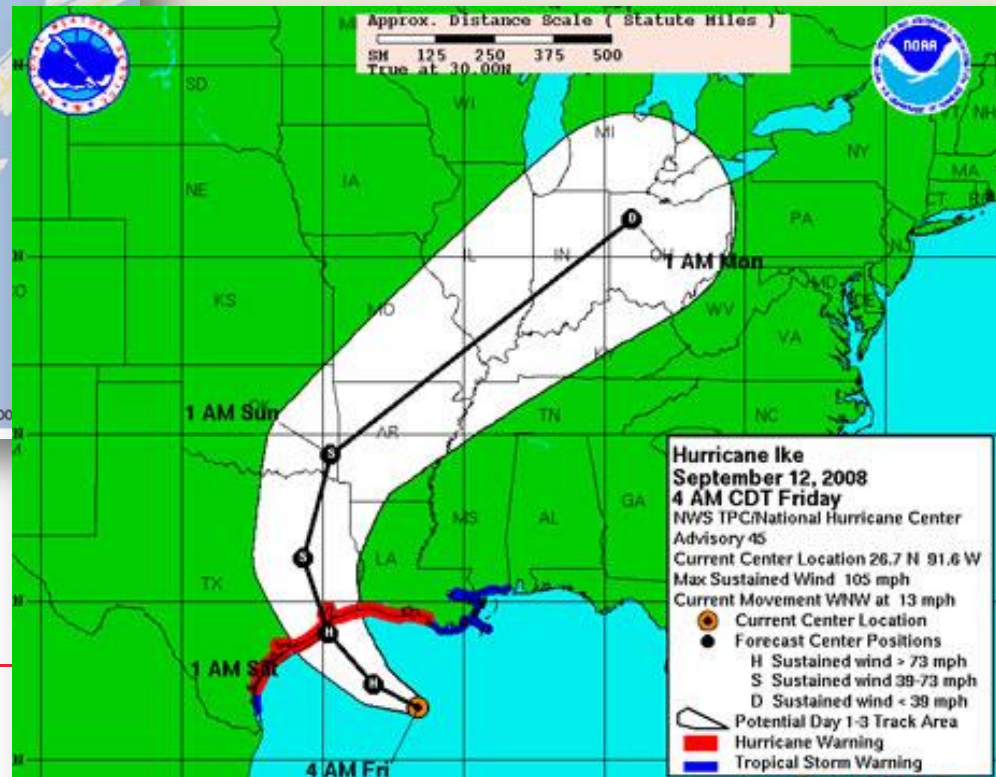 Approx. Distance Scale ( Statute Miles )
SM 125 250 375 500
True at 30.00N
NOAA
SD
WI
MI
NY
VT/NH
MA
CT
NE
IA
PA
NJ
IL
IN
OH
1 AM Mon
MD
DE
KS
MO
WV
VA
KY
1 AM Sun
OK
AR
TN
NC
MS
AL
GA
TX
LA
1 AM Sat
4 AM Fri
Hurricane Ike
September 12, 2008
4 AM CDT Friday
NWS TPC/National Hurricane Center
Advisory 45
Current Center Location 26.7 N 91.6 W
Max Sustained Wind 105 mph
Current Movement WNW at 13 mph
Current Center Location
Forecast Center Positions
H Sustained wind > 73 mph
S Sustained wind 39-73 mph
D Sustained wind < 39 mph
Potential Day 1-3 Track Area
Hurricane Warning
Tropical Storm Warning
D
S
S
H
H